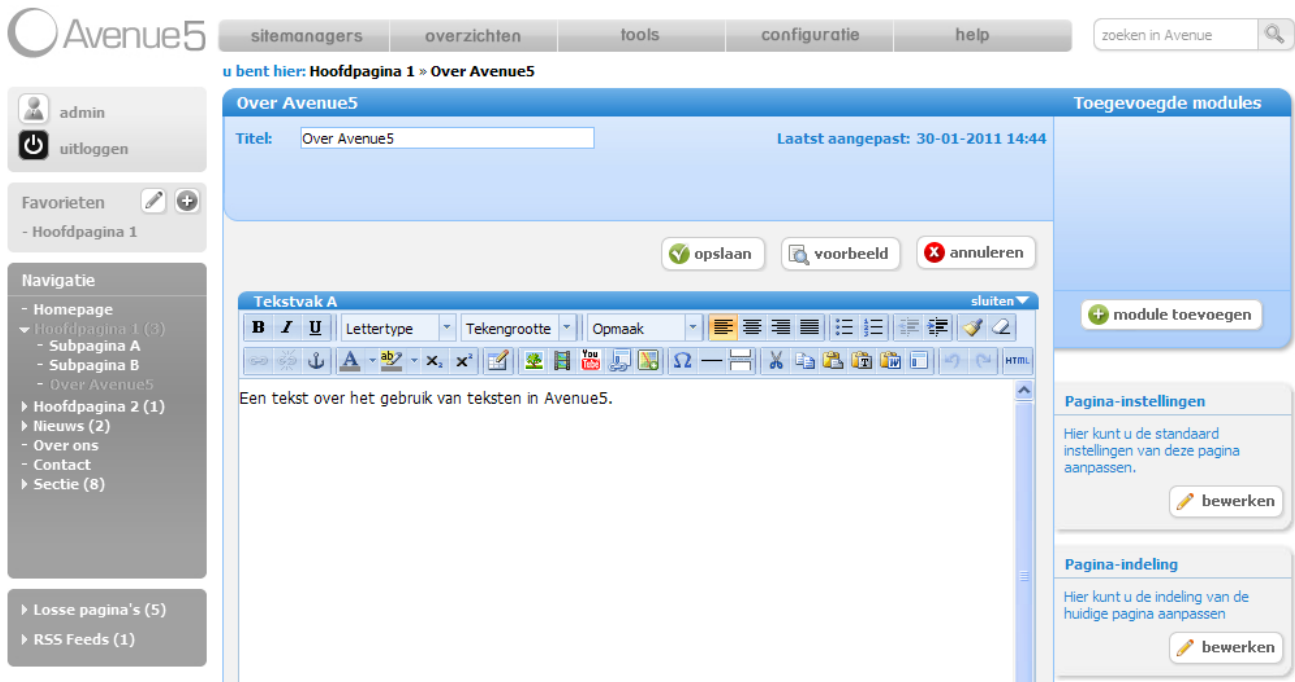 Avenue5
sitemanagers overzichten tools configuratie help
zoeken in Avenue
u bent hier: Hoofdpagina 1 » Over Avenue5
admin
uitloggen
Favorieten
- Hoofdpagina 1
Navigatie
- Homepage
Hoofdpagina 1 (3)
- Subpagina A
- Subpagina B
- Over Avenue5
Hoofdpagina 2 (1)
Nieuws (2)
- Over ons
- Contact
Sectie (8)
Losse pagina's (5)
RSS Feeds (1)
Over Avenue5
Titel: Over Avenue5 Laatst aangepast: 30-01-2011 14:44
opslaan voorbeeld annuleren
Tekstvak A sluiten
B I U Lettertype Tekengrootte Opmaak
A ab x₂ x² You Tube Ω W HTML
Een tekst over het gebruik van teksten in Avenue5.
Toegevoegde modules
module toevoegen
Pagina-instellingen
Hier kunt u de standaard
instellingen van deze pagina
aanpassen.
bewerken
Pagina-indeling
Hier kunt u de indeling van de
huidige pagina aanpassen
bewerken